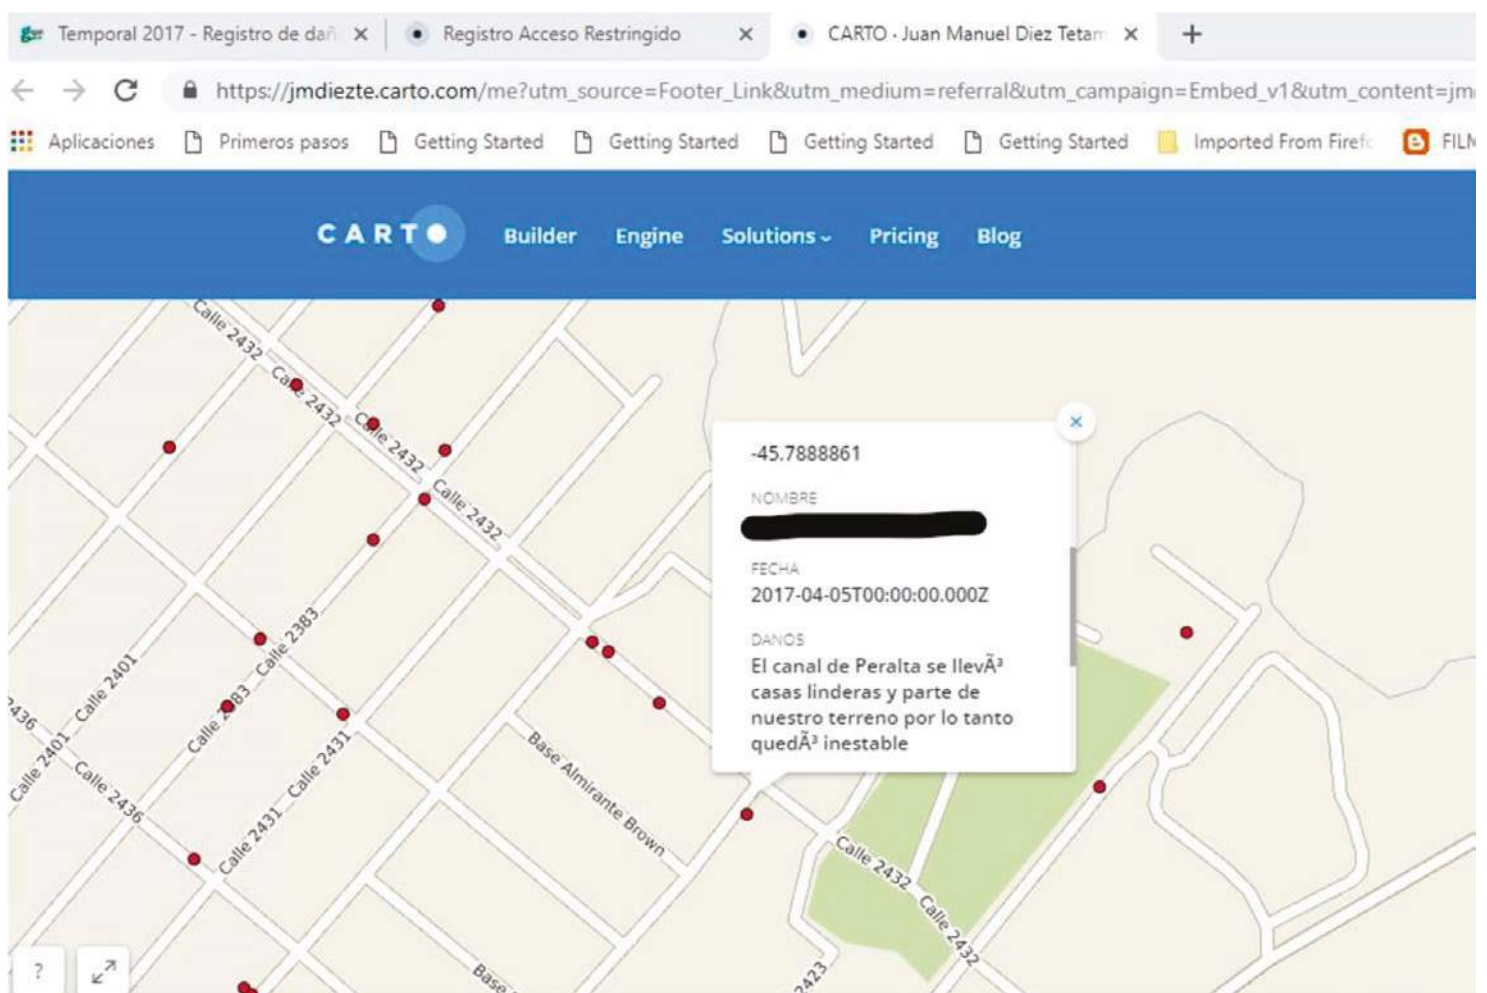 Temporal 2017 - Registro de dañ
Registro Acceso Restringido
CARTO · Juan Manuel Diez Tetam
https://jmdiezte.carto.com/me?utm_source=Footer_Link&utm_medium=referral&utm_campaign=Embed_v1&utm_content=jm
Aplicaciones
Primeros pasos
Getting Started
Getting Started
Getting Started
Getting Started
Imported From Firefo
FILM
CARTO
Builder
Engine
Solutions
Pricing
Blog
Calle 2432
Calle 2432
Calle 2432
Calle 2432
-45.7888861
NOMBRE
FECHA
2017-04-05T00:00:00.000Z
DANOS
El canal de Peralta se llevÃ³
casas linderas y parte de
nuestro terreno por lo tanto
quedÃ³ inestable
Calle 2383
Calle 2383
Calle 2401
Calle 2401
2436
Calle 2436
Calle 2431
Calle 2431
Base Almirante Brown
Calle 2432
Calle 2432
Base
2423
?